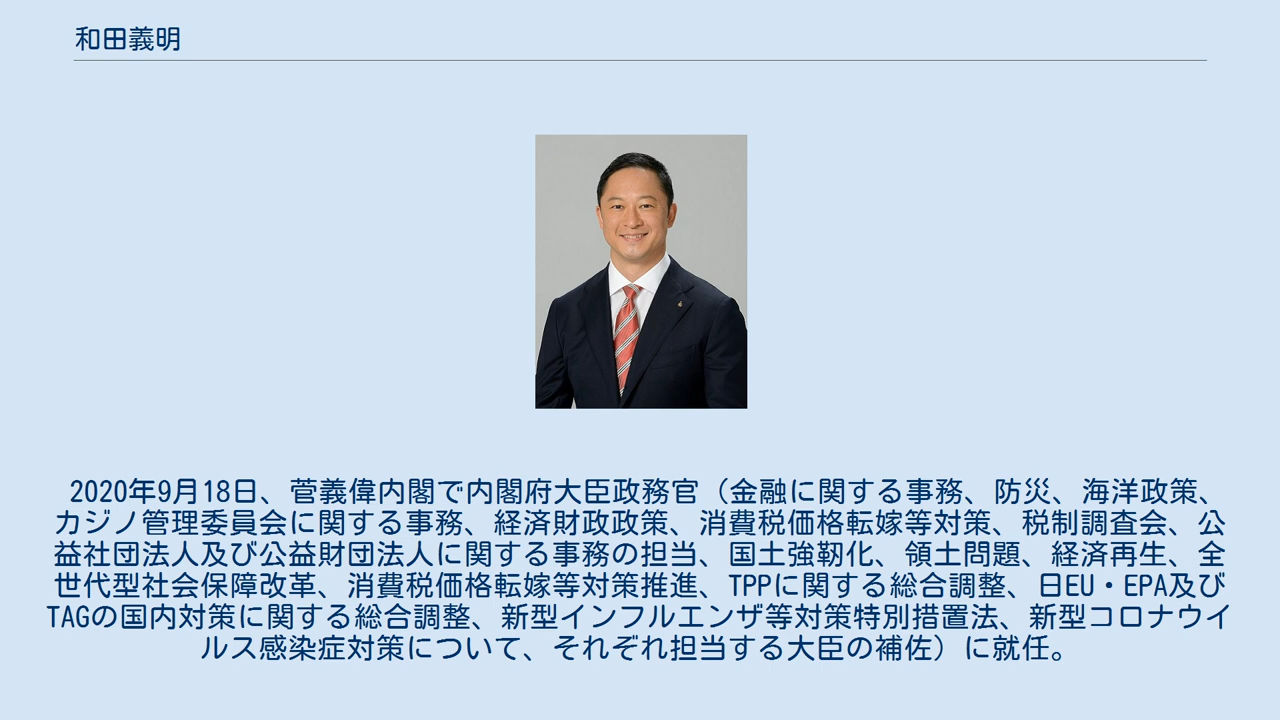 和田義明
2020年9月18日、菅義偉内閣で内閣府大臣政務官（金融に関する事務、防災、海洋政策、
カジノ管理委員会に関する事務、経済財政政策、消費税価格転嫁等対策、税制調査会、公
益社団法人及び公益財団法人に関する事務の担当、国土強靭化、領土問題、経済再生、全
世代型社会保障改革、消費税価格転嫁等対策推進、TPPに関する総合調整、日EU・EPA及び
TAGの国内対策に関する総合調整、新型インフルエンザ等対策特別措置法、新型コロナウイ
ルス感染症対策について、それぞれ担当する大臣の補佐）に就任。